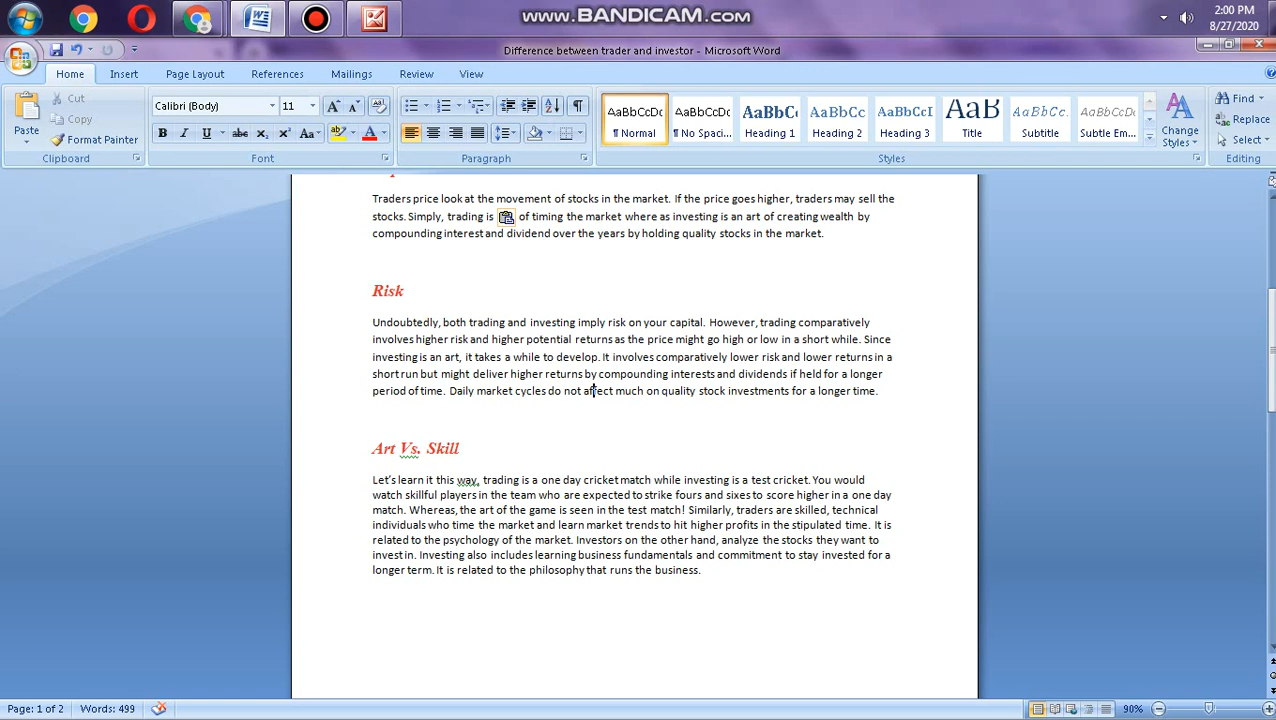 www.BANDICAM.com
2:00 PM
8/27/2020
Difference between trader and investor - Microsoft Word
Home Insert Page Layout References Mailings Review View
Paste
Cut
Copy
Format Painter
Clipboard
Calibri (Body) 11
Font
Paragraph
AaBbCcDc AaBbCcDc AaBbCc AaBbCc AaBbCcI AaB AaBbCc. AaBbCcDc
¶ Normal ¶ No Spaci... Heading 1 Heading 2 Heading 3 Title Subtitle Subtle Em...
Change
Styles
Styles
Find
Replace
Select
Editing
Traders price look at the movement of stocks in the market. If the price goes higher, traders may sell the
stocks. Simply, trading is of timing the market where as investing is an art of creating wealth by
compounding interest and dividend over the years by holding quality stocks in the market.
Risk
Undoubtedly, both trading and investing imply risk on your capital. However, trading comparatively
involves higher risk and higher potential returns as the price might go high or low in a short while. Since
investing is an art, it takes a while to develop. It involves comparatively lower risk and lower returns in a
short run but might deliver higher returns by compounding interests and dividends if held for a longer
period of time. Daily market cycles do not affect much on quality stock investments for a longer time.
Art Vs. Skill
Let's learn it this way, trading is a one day cricket match while investing is a test cricket. You would
watch skillful players in the team who are expected to strike fours and sixes to score higher in a one day
match. Whereas, the art of the game is seen in the test match! Similarly, traders are skilled, technical
individuals who time the market and learn market trends to hit higher profits in the stipulated time. It is
related to the psychology of the market. Investors on the other hand, analyze the stocks they want to
invest in. Investing also includes learning business fundamentals and commitment to stay invested for a
longer term. It is related to the philosophy that runs the business.
Page: 1 of 2 Words: 499 90%